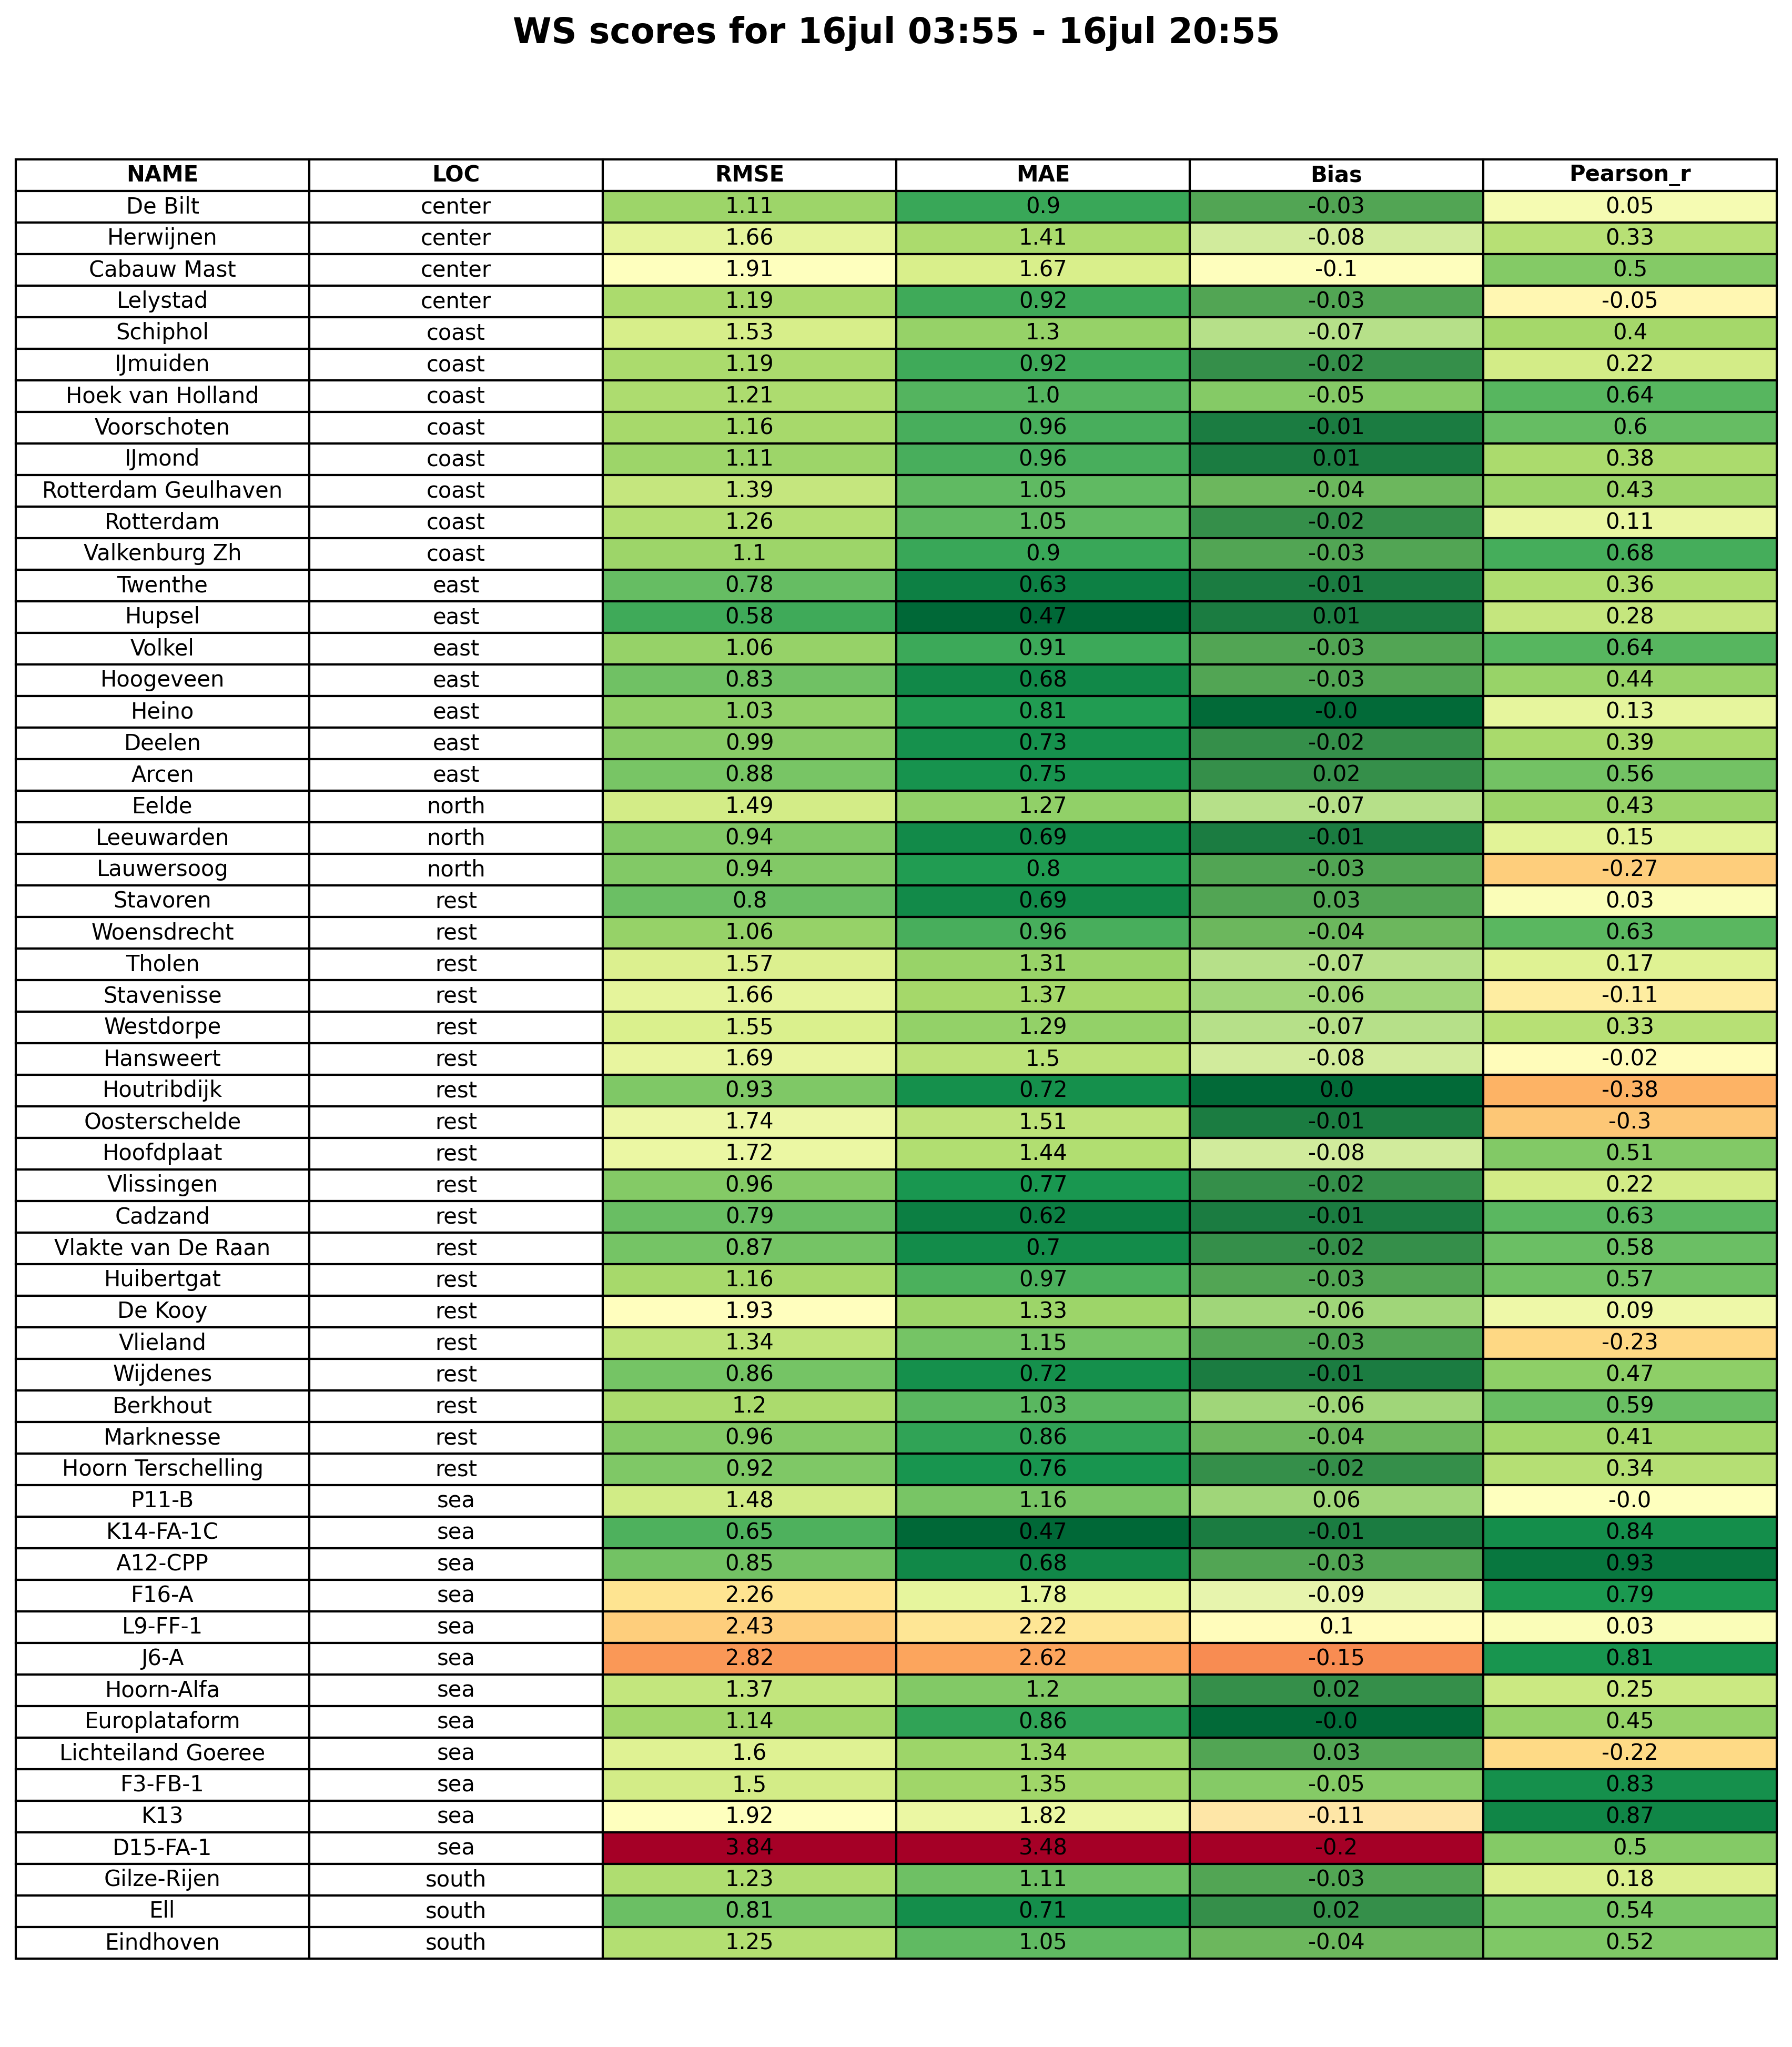 WS scores for 16jul 03:55 - 16jul 20:55
NAME LOC RMSE MAE Bias Pearson_r
De Bilt center 1.11 0.9 -0.03 0.05
Herwijnen center 1.66 1.41 -0.08 0.33
Cabauw Mast center 1.91 1.67 -0.1 0.5
Lelystad center 1.19 0.92 -0.03 -0.05
Schiphol coast 1.53 1.3 -0.07 0.4
IJmuiden coast 1.19 0.92 -0.02 0.22
Hoek van Holland coast 1.21 1.0 -0.05 0.64
Voorschoten coast 1.16 0.96 -0.01 0.6
IJmond coast 1.11 0.96 0.01 0.38
Rotterdam Geulhaven coast 1.39 1.05 -0.04 0.43
Rotterdam coast 1.26 1.05 -0.02 0.11
Valkenburg Zh coast 1.1 0.9 -0.03 0.68
Twenthe east 0.78 0.63 -0.01 0.36
Hupsel east 0.58 0.47 0.01 0.28
Volkel east 1.06 0.91 -0.03 0.64
Hoogeveen east 0.83 0.68 -0.03 0.44
Heino east 1.03 0.81 -0.0 0.13
Deelen east 0.99 0.73 -0.02 0.39
Arcen east 0.88 0.75 0.02 0.56
Eelde north 1.49 1.27 -0.07 0.43
Leeuwarden north 0.94 0.69 -0.01 0.15
Lauwersoog north 0.94 0.8 -0.03 -0.27
Stavoren rest 0.8 0.69 0.03 0.03
Woensdrecht rest 1.06 0.96 -0.04 0.63
Tholen rest 1.57 1.31 -0.07 0.17
Stavenisse rest 1.66 1.37 -0.06 -0.11
Westdorpe rest 1.55 1.29 -0.07 0.33
Hansweert rest 1.69 1.5 -0.08 -0.02
Houtribdijk rest 0.93 0.72 0.0 -0.38
Oosterschelde rest 1.74 1.51 -0.01 -0.3
Hoofdplaat rest 1.72 1.44 -0.08 0.51
Vlissingen rest 0.96 0.77 -0.02 0.22
Cadzand rest 0.79 0.62 -0.01 0.63
Vlakte van De Raan rest 0.87 0.7 -0.02 0.58
Huibertgat rest 1.16 0.97 -0.03 0.57
De Kooy rest 1.93 1.33 -0.06 0.09
Vlieland rest 1.34 1.15 -0.03 -0.23
Wijdenes rest 0.86 0.72 -0.01 0.47
Berkhout rest 1.2 1.03 -0.06 0.59
Marknesse rest 0.96 0.86 -0.04 0.41
Hoorn Terschelling rest 0.92 0.76 -0.02 0.34
P11-B sea 1.48 1.16 0.06 -0.0
K14-FA-1C sea 0.65 0.47 -0.01 0.84
A12-CPP sea 0.85 0.68 -0.03 0.93
F16-A sea 2.26 1.78 -0.09 0.79
L9-FF-1 sea 2.43 2.22 0.1 0.03
J6-A sea 2.82 2.62 -0.15 0.81
Hoorn-Alfa sea 1.37 1.2 0.02 0.25
Europlataform sea 1.14 0.86 -0.0 0.45
Lichteiland Goeree sea 1.6 1.34 0.03 -0.22
F3-FB-1 sea 1.5 1.35 -0.05 0.83
K13 sea 1.92 1.82 -0.11 0.87
D15-FA-1 sea 3.84 3.48 -0.2 0.5
Gilze-Rijen south 1.23 1.11 -0.03 0.18
Ell south 0.81 0.71 0.02 0.54
Eindhoven south 1.25 1.05 -0.04 0.52